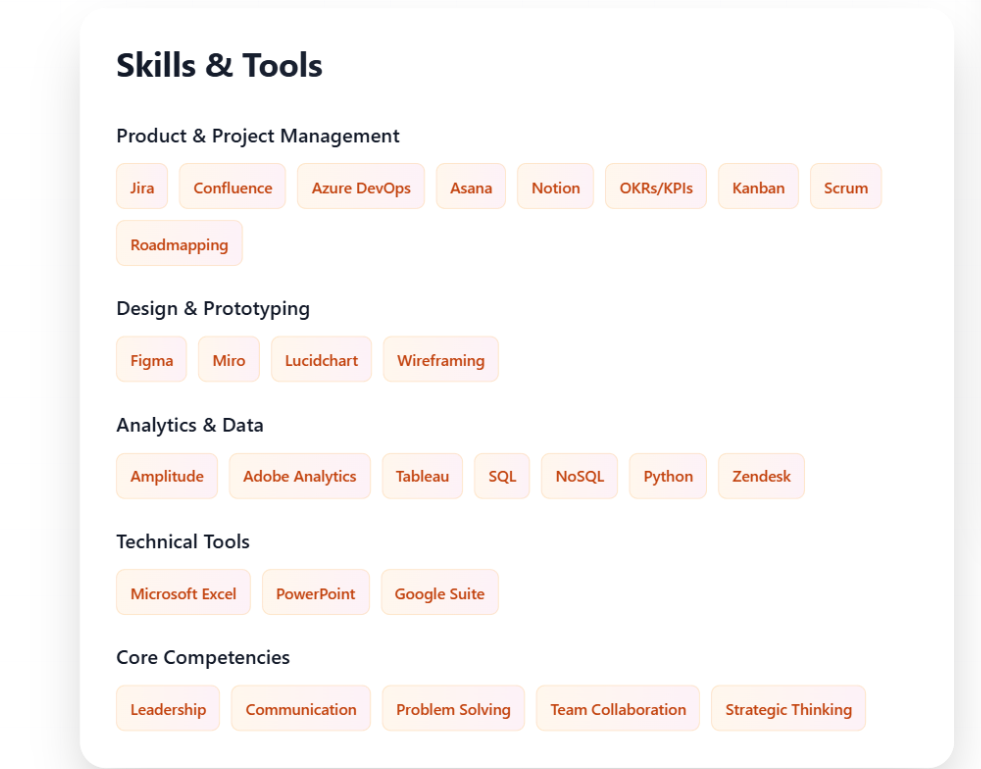 Skills & Tools
Product & Project Management
Jira Confluence Azure DevOps Asana Notion OKRs/KPIs Kanban Scrum
Roadmapping
Design & Prototyping
Figma Miro Lucidchart Wireframing
Analytics & Data
Amplitude Adobe Analytics Tableau SQL NoSQL Python Zendesk
Technical Tools
Microsoft Excel PowerPoint Google Suite
Core Competencies
Leadership Communication Problem Solving Team Collaboration Strategic Thinking